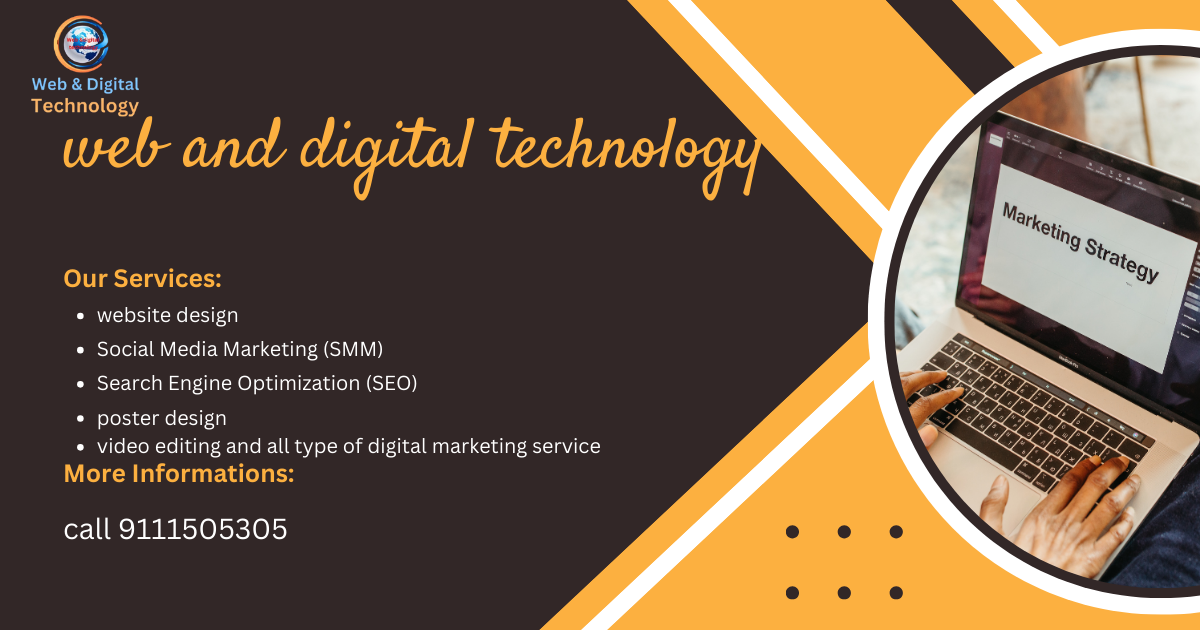 Web & Digital
Technology
web and digital technology
Our Services:
website design
Social Media Marketing (SMM)
Search Engine Optimization (SEO)
poster design
video editing and all type of digital marketing service
More Informations:
call 9111505305
Marketing Strategy